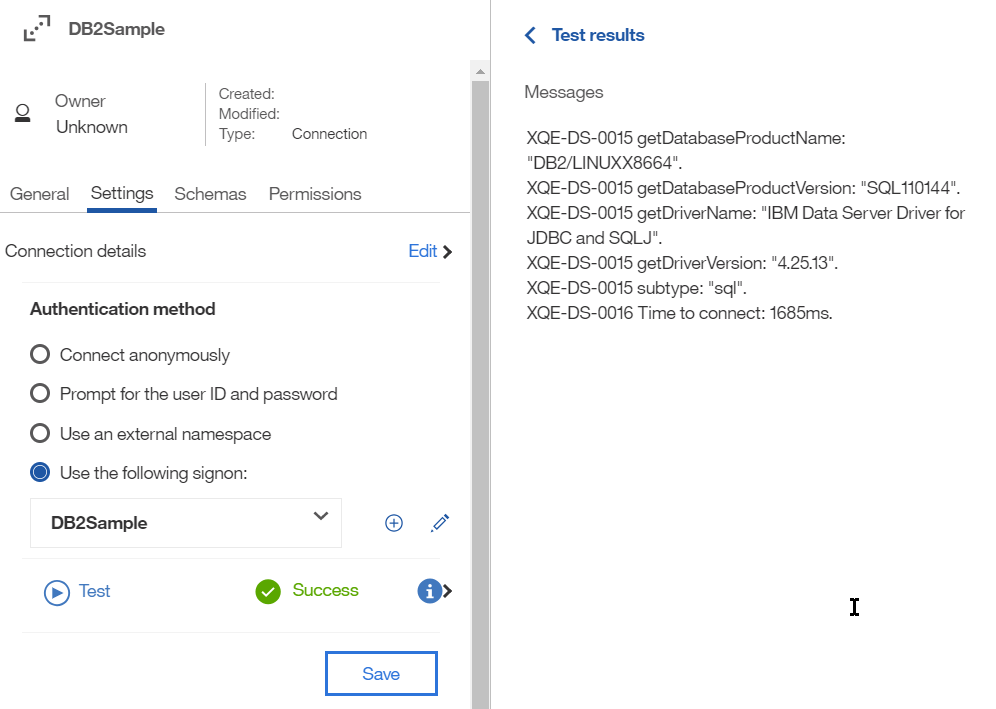 DB2Sample
Owner
Unknown
Created:
Modified:
Type: Connection
General Settings Schemas Permissions
Connection details Edit
Authentication method
Connect anonymously
Prompt for the user ID and password
Use an external namespace
Use the following signon:
DB2Sample
Test Success
Save
Test results
Messages
XQE-DS-0015 getDatabaseProductName:
"DB2/LINUXX8664".
XQE-DS-0015 getDatabaseProductVersion: "SQL110144".
XQE-DS-0015 getDriverName: "IBM Data Server Driver for
JDBC and SQLJ".
XQE-DS-0015 getDriverVersion: "4.25.13".
XQE-DS-0015 subtype: "sql".
XQE-DS-0016 Time to connect: 1685ms.